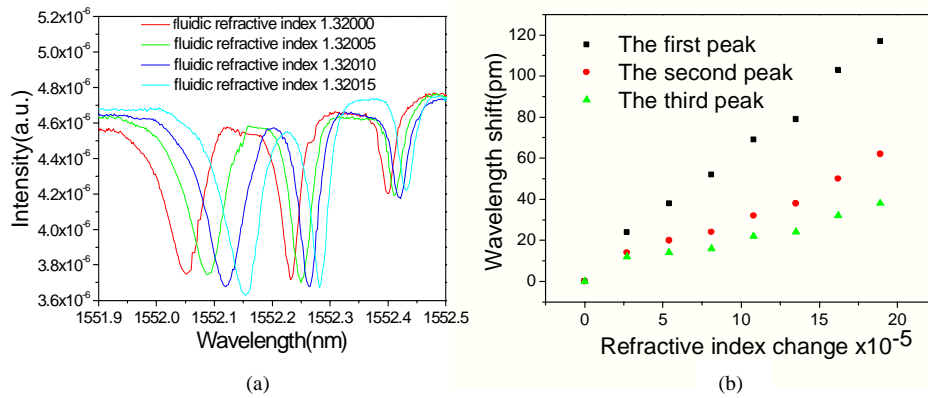 5.2x10-6
5.0x10-6
4.8x10-6
4.6x10-6
4.4x10-6
4.2x10-6
4.0x10-6
3.8x10-6
3.6x10-6
Intensity(a.u.)
fluidic refractive index 1.32000
fluidic refractive index 1.32005
fluidic refractive index 1.32010
fluidic refractive index 1.32015
1551.9 1552.0 1552.1 1552.2 1552.3 1552.4 1552.5
Wavelength(nm)
(a)
120
100
80
60
40
20
0
Wavelength shift(pm)
The first peak
The second peak
The third peak
0 5 10 15 20
Refractive index change x10-5
(b)